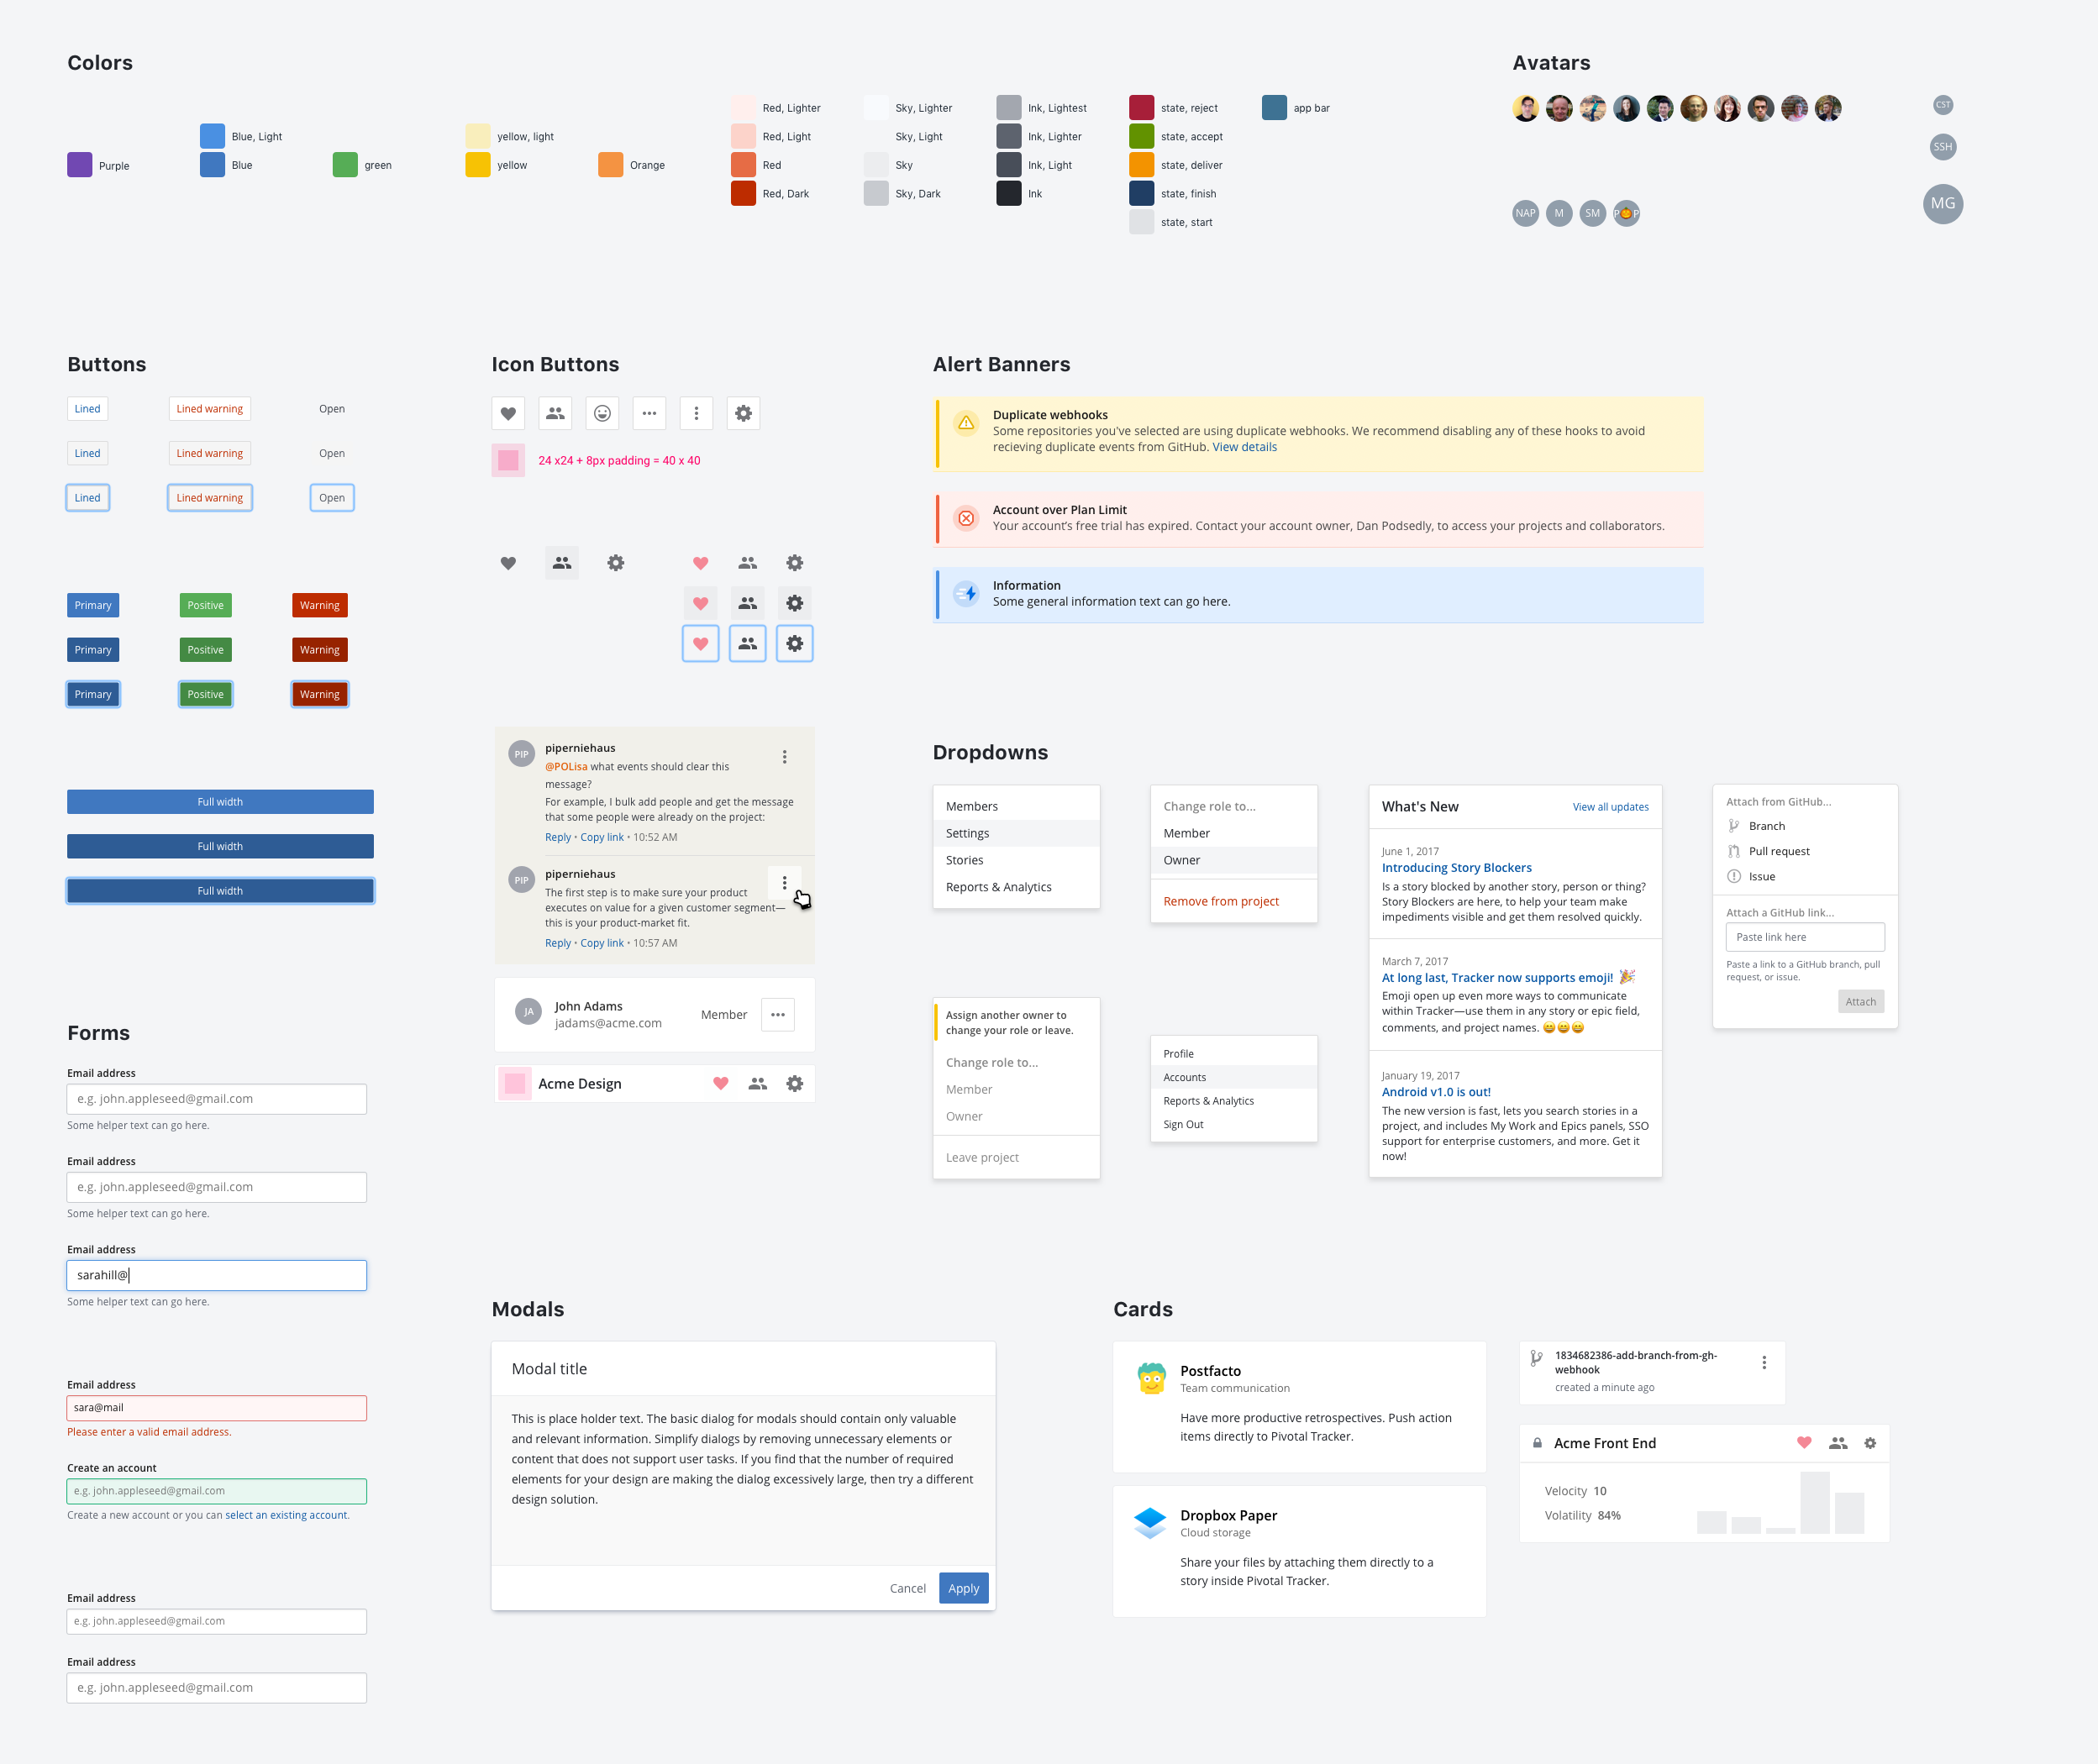 Colors
Purple
Blue, Light
Blue
green
yellow, light
yellow
Orange
Red, Lighter
Red, Light
Red
Red, Dark
Sky, Lighter
Sky, Light
Sky
Sky, Dark
Ink, Lightest
Ink, Lighter
Ink, Light
Ink
state, reject
state, accept
state, deliver
state, finish
state, start
app bar
Avatars
CST
SSH
MG
NAP
M
SM
P🎃P
Buttons
Lined
Lined warning
Open
Lined
Lined warning
Open
Lined
Lined warning
Open
Primary
Positive
Warning
Primary
Positive
Warning
Primary
Positive
Warning
Full width
Full width
Full width
Icon Buttons
24 x24 + 8px padding = 40 x 40
PIP
piperniehaus
@POLisa what events should clear this
message?
For example, I bulk add people and get the message
that some people were already on the project:
Reply • Copy link • 10:52 AM
PIP
piperniehaus
The first step is to make sure your product
executes on value for a given customer segment—
this is your product-market fit.
Reply • Copy link • 10:57 AM
JA
John Adams
jadams@acme.com
Member
Acme Design
Alert Banners
Duplicate webhooks
Some repositories you've selected are using duplicate webhooks. We recommend disabling any of these hooks to avoid
recieving duplicate events from GitHub. View details
Account over Plan Limit
Your account's free trial has expired. Contact your account owner, Dan Podsedly, to access your projects and collaborators.
Information
Some general information text can go here.
Dropdowns
Members
Settings
Stories
Reports & Analytics
Change role to...
Member
Owner
Remove from project
What's New
View all updates
June 1, 2017
Introducing Story Blockers
Is a story blocked by another story, person or thing?
Story Blockers are here, to help your team make
impediments visible and get them resolved quickly.
March 7, 2017
At long last, Tracker now supports emoji! 🎉
Emoji open up even more ways to communicate
within Tracker—use them in any story or epic field,
comments, and project names. 😄😄😄
January 19, 2017
Android v1.0 is out!
The new version is fast, lets you search stories in a
project, and includes My Work and Epics panels, SSO
support for enterprise customers, and more. Get it
now!
Attach from GitHub...
Branch
Pull request
Issue
Attach a GitHub link...
Paste link here
Paste a link to a GitHub branch, pull
request, or issue.
Attach
Assign another owner to
change your role or leave.
Change role to...
Member
Owner
Leave project
Profile
Accounts
Reports & Analytics
Sign Out
Forms
Email address
e.g. john.appleseed@gmail.com
Some helper text can go here.
Email address
e.g. john.appleseed@gmail.com
Some helper text can go here.
Email address
sarahill@
Some helper text can go here.
Email address
sara@mail
Please enter a valid email address.
Create an account
e.g. john.appleseed@gmail.com
Create a new account or you can select an existing account.
Email address
e.g. john.appleseed@gmail.com
Email address
e.g. john.appleseed@gmail.com
Modals
Modal title
This is place holder text. The basic dialog for modals should contain only valuable
and relevant information. Simplify dialogs by removing unnecessary elements or
content that does not support user tasks. If you find that the number of required
elements for your design are making the dialog excessively large, then try a different
design solution.
Cancel
Apply
Cards
Postfacto
Team communication
Have more productive retrospectives. Push action
items directly to Pivotal Tracker.
Dropbox Paper
Cloud storage
Share your files by attaching them directly to a
story inside Pivotal Tracker.
1834682386-add-branch-from-gh-
webhook
created a minute ago
Acme Front End
Velocity 10
Volatility 84%